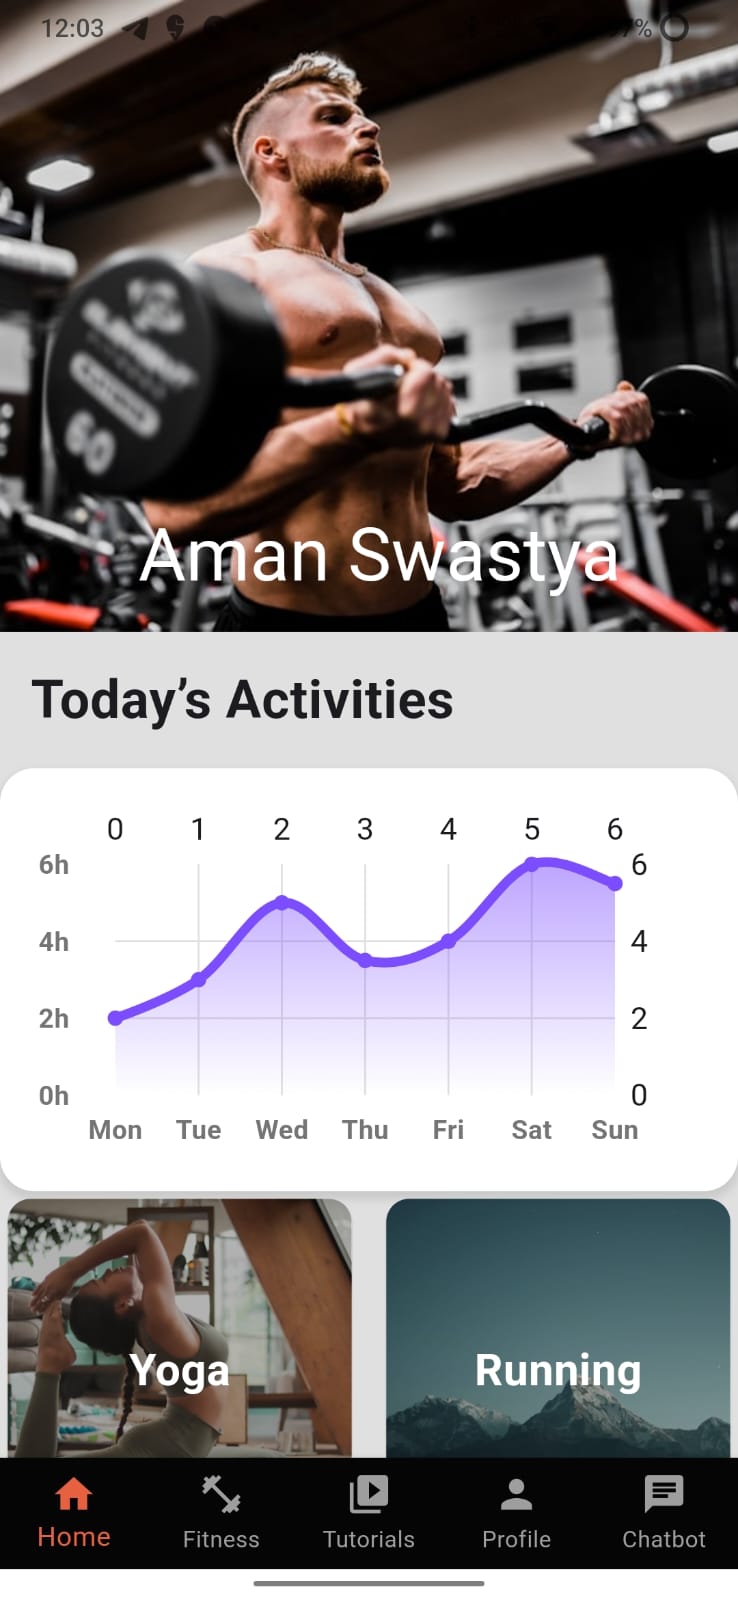 12:03
%
60
Aman Swastya
Today’s Activities
0 1 2 3 4 5 6
6h 6
4h 4
2h 2
0h 0
Mon Tue Wed Thu Fri Sat Sun
Yoga Running
Home Fitness Tutorials Profile Chatbot